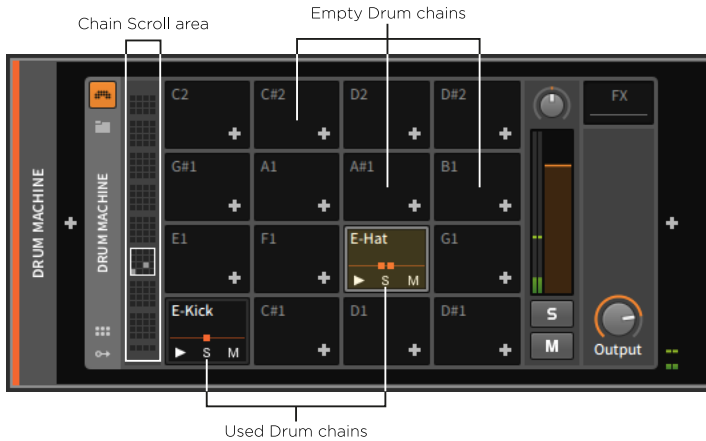 Empty Drum chains
Chain Scroll area
DRUM MACHINE
DRUM MACHINE
C2
C#2
D2
D#2
FX
G#1
A1
A#1
B1
E1
F1
E-Hat
S M
G1
E-Kick
S M
C#1
D1
D#1
S
M
Output
Used Drum chains